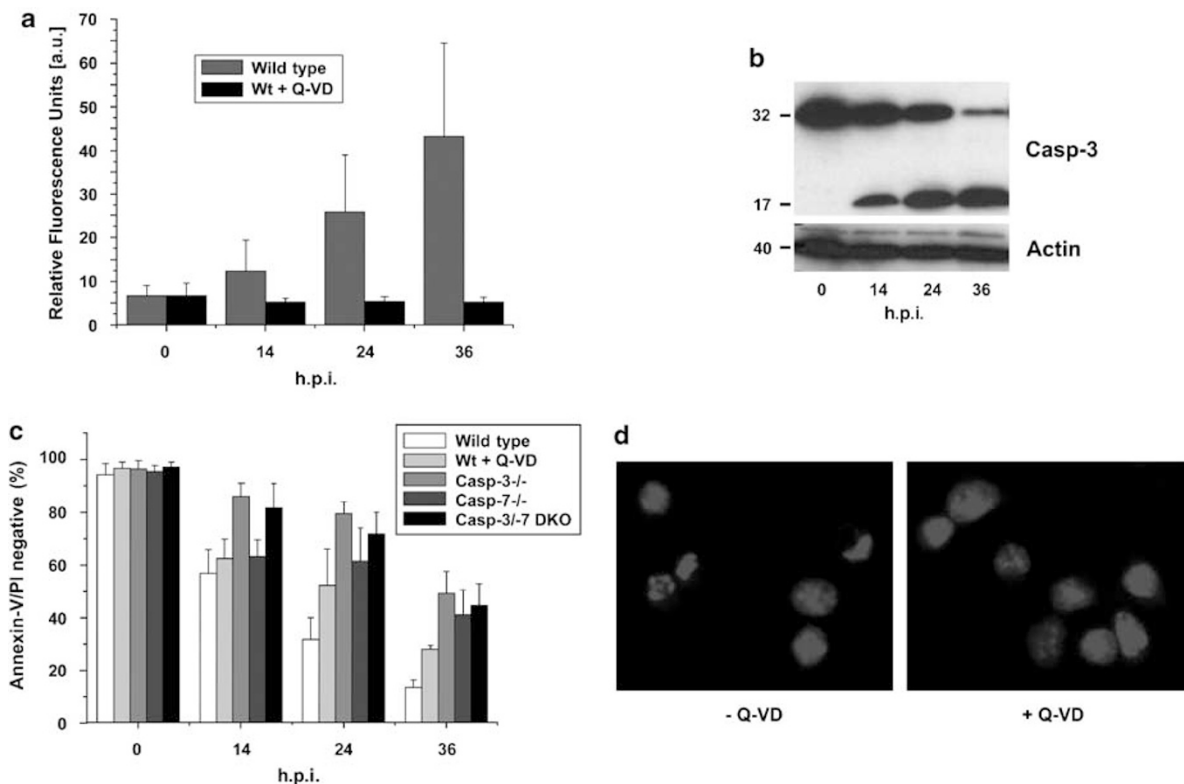 a
Relative Fluorescence Units [a.u.]
70
60
50
40
30
20
10
0
Wild type
Wt + Q-VD
0 14 24 36
h.p.i.
b
32
17
40
Casp-3
Actin
0 14 24 36
h.p.i.
c
Annexin-V/PI negative (%)
100
80
60
40
20
0
Wild type
Wt + Q-VD
Casp-3-/-
Casp-7-/-
Casp-3/-7 DKO
0 14 24 36
h.p.i.
d
- Q-VD
+ Q-VD